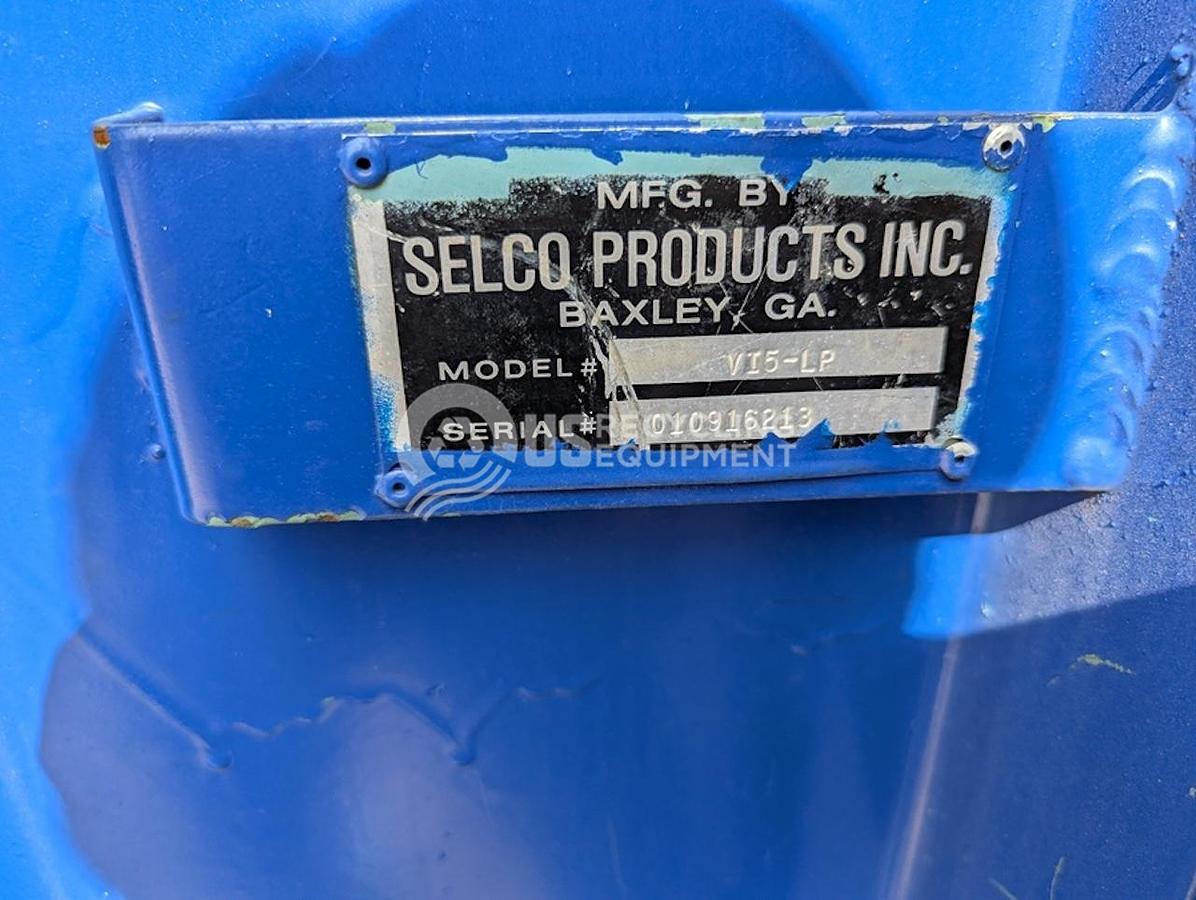 MFG. BY
SELCO PRODUCTS INC.
BAXLEY, GA.
MODEL# VI5-LP
SERIAL# 010916213
US EQUIPMENT